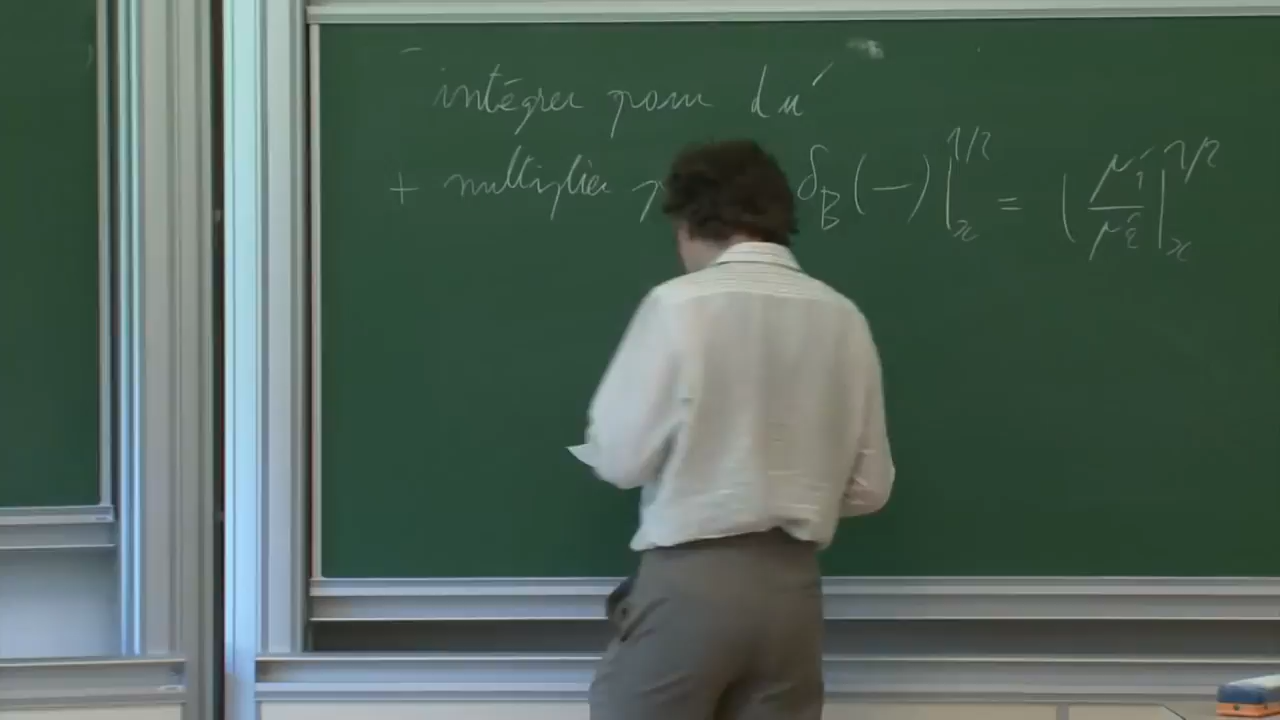 intégrer pour du'
+ multiplier p δ_B(—)|_x^{1/2} = |μ'_1/μ'_2|_x^{1/2}